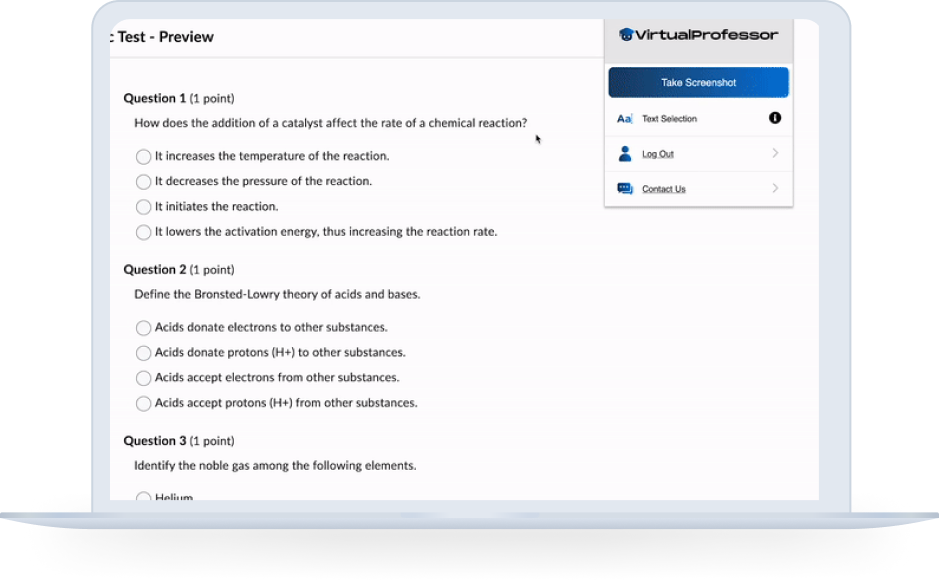 : Test - Preview
VirtualProfessor
Take Screenshot
Aa Text Selection
Log Out
Contact Us
Question 1 (1 point)
How does the addition of a catalyst affect the rate of a chemical reaction?
It increases the temperature of the reaction.
It decreases the pressure of the reaction.
It initiates the reaction.
It lowers the activation energy, thus increasing the reaction rate.
Question 2 (1 point)
Define the Bronsted-Lowry theory of acids and bases.
Acids donate electrons to other substances.
Acids donate protons (H+) to other substances.
Acids accept electrons from other substances.
Acids accept protons (H+) from other substances.
Question 3 (1 point)
Identify the noble gas among the following elements.
Helium